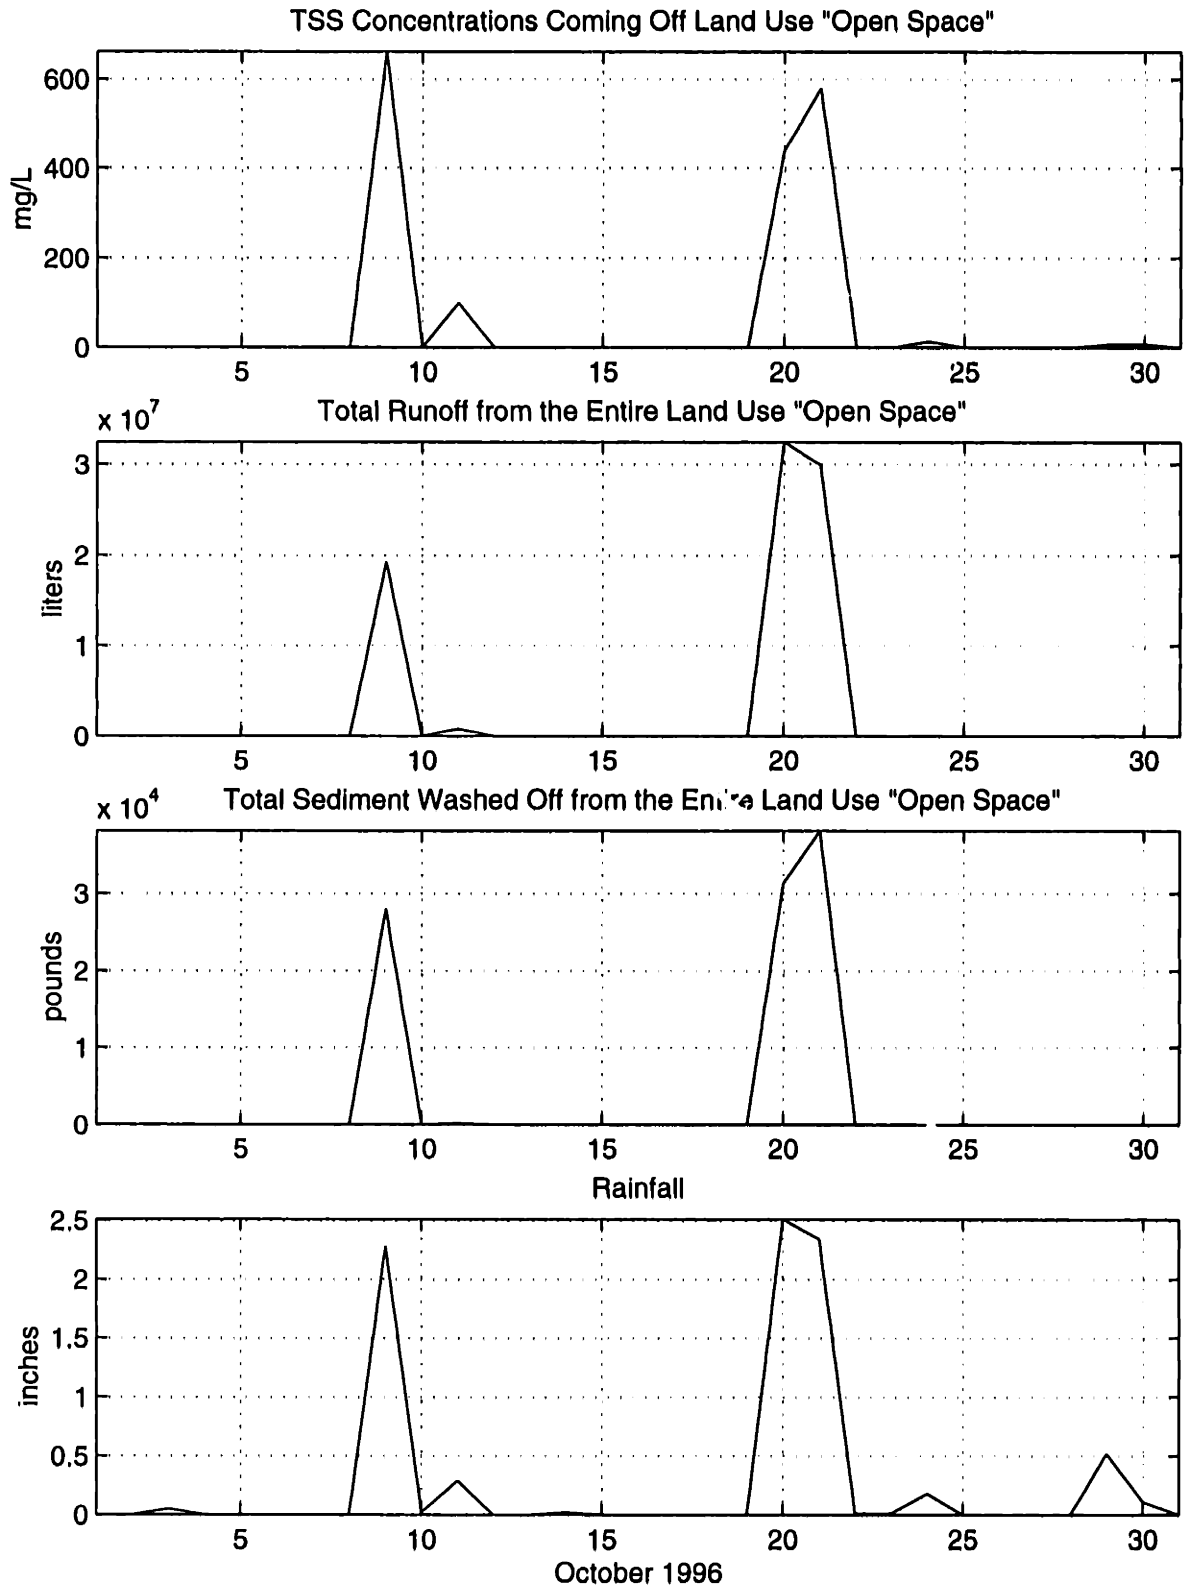 TSS Concentrations Coming Off Land Use "Open Space"
600
400
200
0
mg/L
5 10 15 20 25 30
x 10^7
Total Runoff from the Entire Land Use "Open Space"
3
2
1
0
liters
5 10 15 20 25 30
x 10^4
Total Sediment Washed Off from the Entire Land Use "Open Space"
3
2
1
0
pounds
5 10 15 20 25 30
Rainfall
2.5
2
1.5
1
0.5
0
inches
5 10 15 20 25 30
October 1996